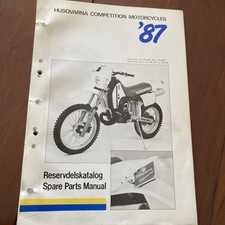 HUSQVARNA COMPETITION MOTORCYCLES
'87
Reservdelskatalog
Spare Parts Manual